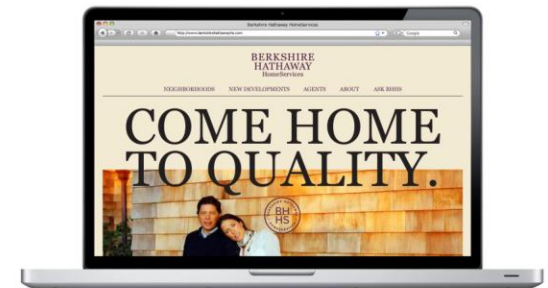 Berkshire Hathaway HomeServices
Google
BERKSHIRE
HATHAWAY
HomeServices
NEIGHBORHOODS NEW DEVELOPMENTS AGENTS ABOUT ASK BHHS
COME HOME
TO QUALITY.
BH
HS